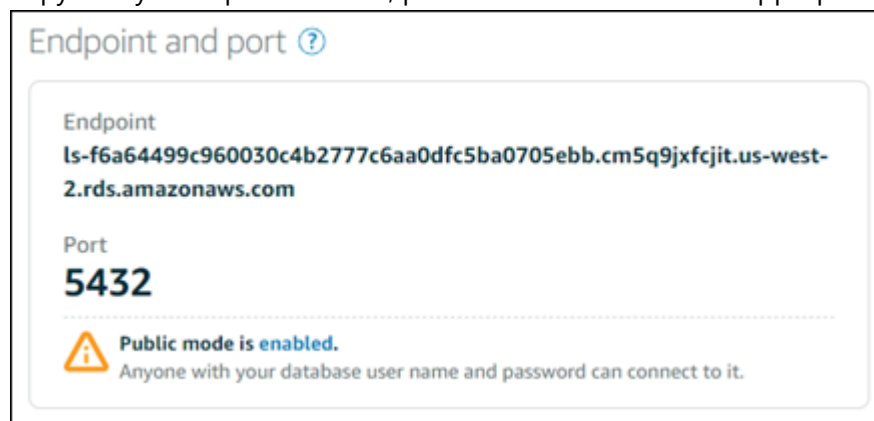 Endpoint and port ?
Endpoint
ls-f6a64499c960030c4b2777c6aa0dfc5ba0705ebb.cm5q9jxfcjit.us-west-
2.rds.amazonaws.com
Port
5432
Public mode is enabled.
Anyone with your database user name and password can connect to it.